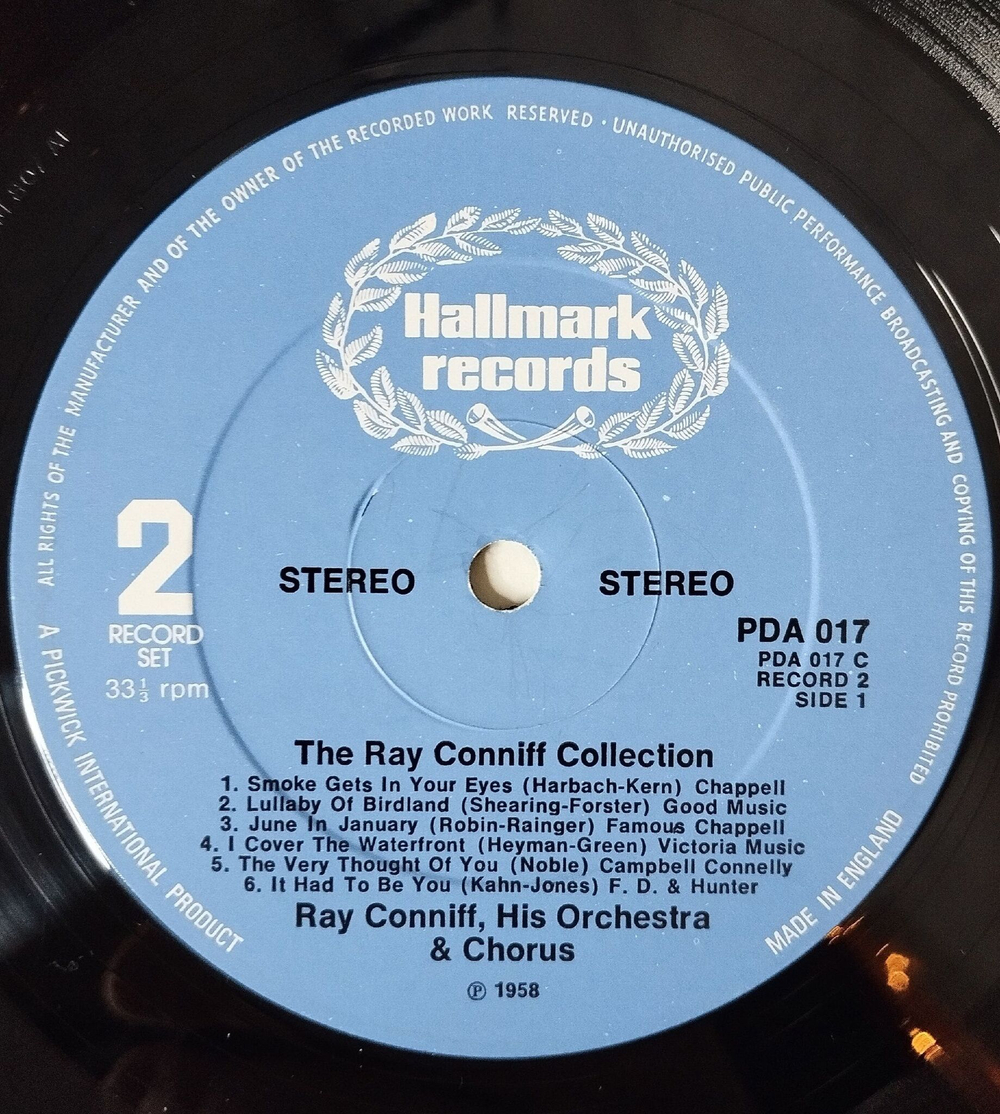 ALL RIGHTS OF THE MANUFACTURER AND OF THE OWNER OF THE RECORDED WORK RESERVED · UNAUTHORISED PUBLIC PERFORMANCE BROADCASTING AND COPYING OF THIS RECORD PROHIBITED
Hallmark
records
2
RECORD
SET
33⅓ rpm
STEREO STEREO
PDA 017
PDA 017 C
RECORD 2
SIDE 1
The Ray Conniff Collection
1. Smoke Gets In Your Eyes (Harbach-Kern) Chappell
2. Lullaby Of Birdland (Shearing-Forster) Good Music
3. June In January (Robin-Rainger) Famous Chappell
4. I Cover The Waterfront (Heyman-Green) Victoria Music
5. The Very Thought Of You (Noble) Campbell Connelly
6. It Had To Be You (Kahn-Jones) F. D. & Hunter
Ray Conniff, His Orchestra
& Chorus
℗ 1958
A PICKWICK INTERNATIONAL PRODUCT
MADE IN ENGLAND